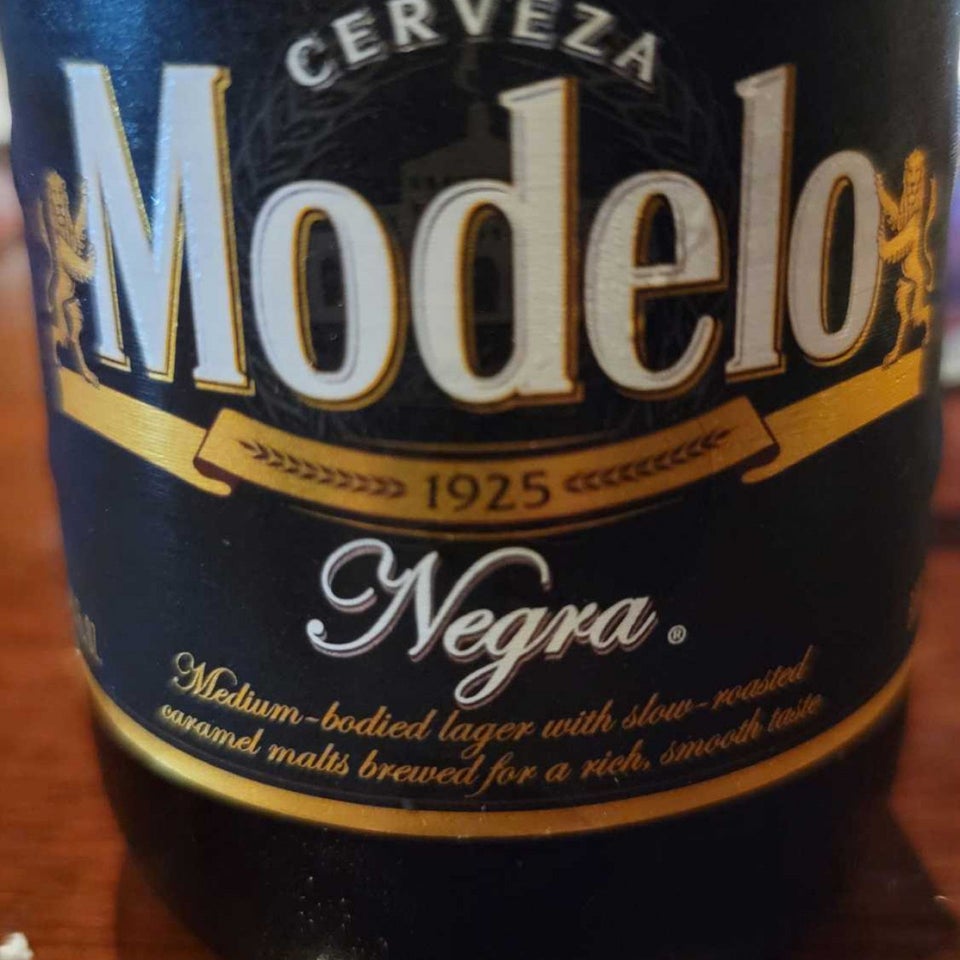 CERVEZA
Modelo
1925
Negra ®
Medium-bodied lager with slow-roasted
caramel malts brewed for a rich, smooth taste